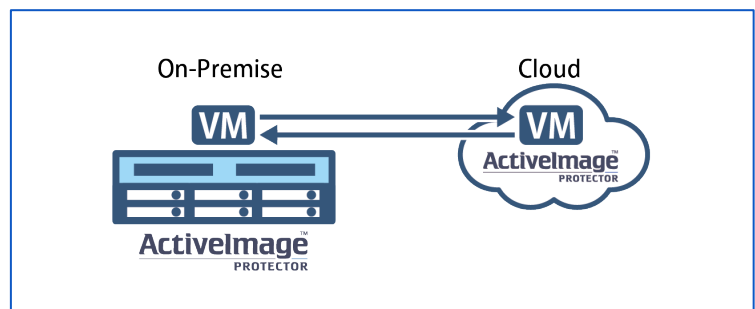 On-Premise
Cloud
VM
VM
ActiveImage™
PROTECTOR
ActiveImage™
PROTECTOR